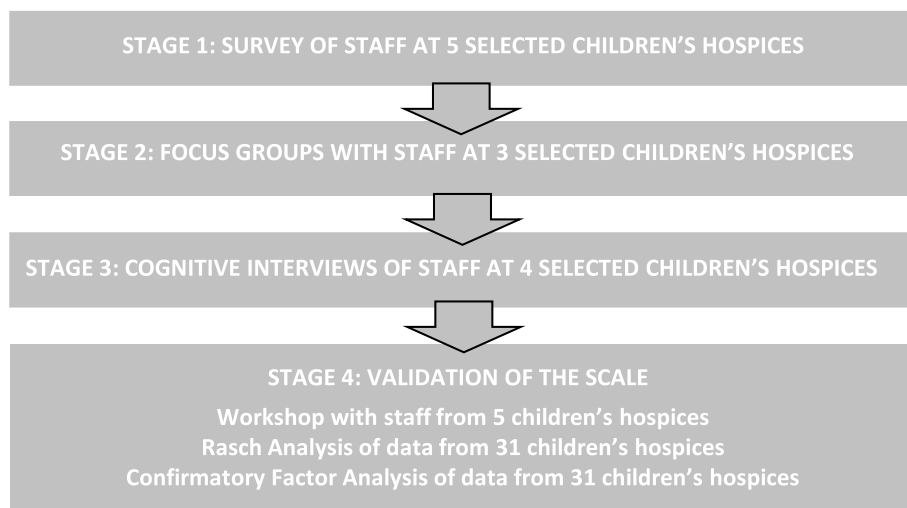 STAGE 1: SURVEY OF STAFF AT 5 SELECTED CHILDREN’S HOSPICES
STAGE 2: FOCUS GROUPS WITH STAFF AT 3 SELECTED CHILDREN’S HOSPICES
STAGE 3: COGNITIVE INTERVIEWS OF STAFF AT 4 SELECTED CHILDREN’S HOSPICES
STAGE 4: VALIDATION OF THE SCALE
Workshop with staff from 5 children’s hospices
Rasch Analysis of data from 31 children’s hospices
Confirmatory Factor Analysis of data from 31 children’s hospices